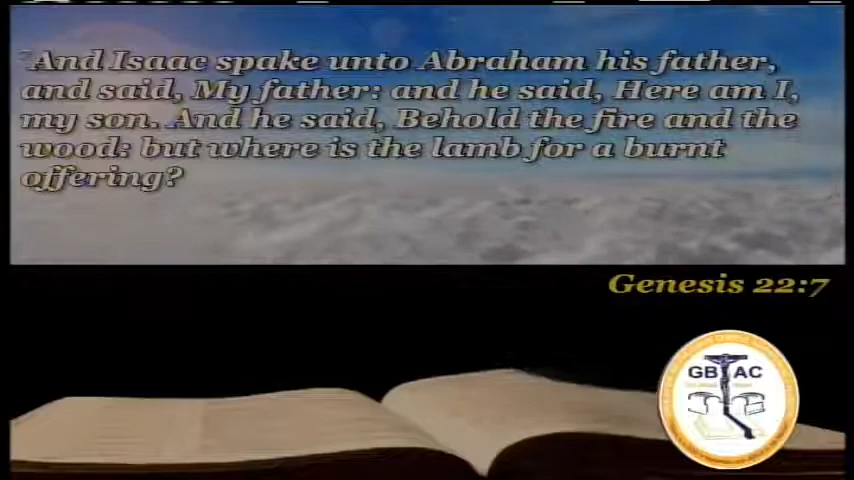 "And Isaac spake unto Abraham his father,
and said, My father: and he said, Here am I,
my son. And he said, Behold the fire and the
wood: but where is the lamb for a burnt
offering?
Genesis 22:7
GB AC